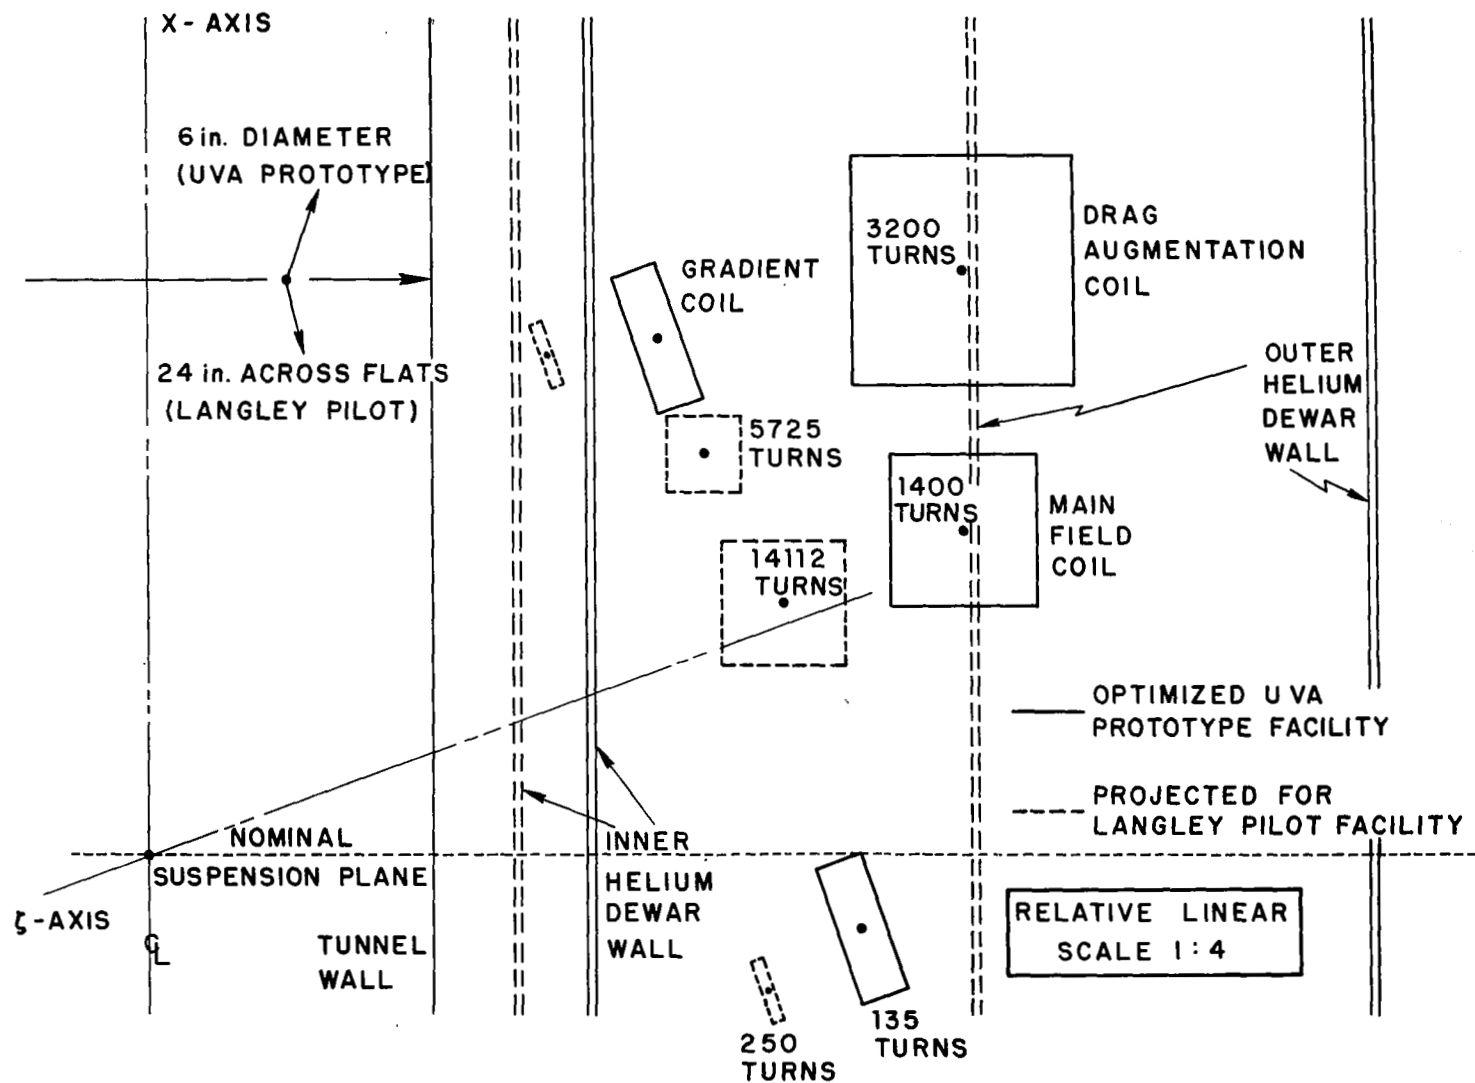 X-AXIS
6 in. DIAMETER
(UVA PROTOTYPE)
24 in. ACROSS FLATS
(LANGLEY PILOT)
GRADIENT
COIL
3200
TURNS
DRAG
AUGMENTATION
COIL
OUTER
HELIUM
DEWAR
WALL
5725
TURNS
1400
TURNS
MAIN
FIELD
COIL
14112
TURNS
OPTIMIZED UVA
PROTOTYPE FACILITY
PROJECTED FOR
LANGLEY PILOT FACILITY
NOMINAL
SUSPENSION PLANE
INNER
HELIUM
DEWAR
WALL
ζ-AXIS
CL
TUNNEL
WALL
RELATIVE LINEAR
SCALE 1:4
250
TURNS
135
TURNS